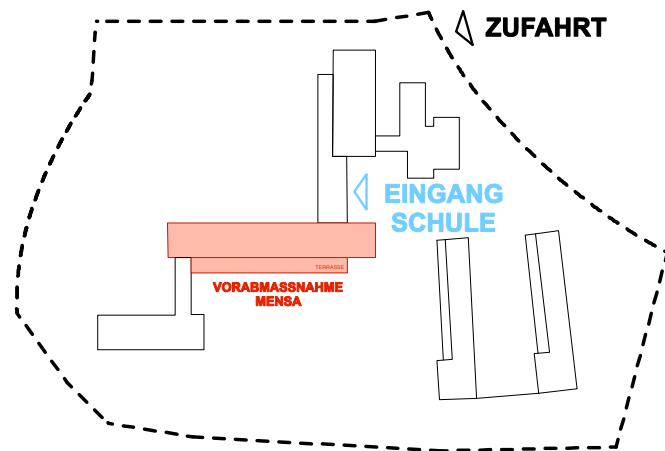 ZUFAHRT
EINGANG
SCHULE
TERRASSE
VORABMASSNAHME
MENSA